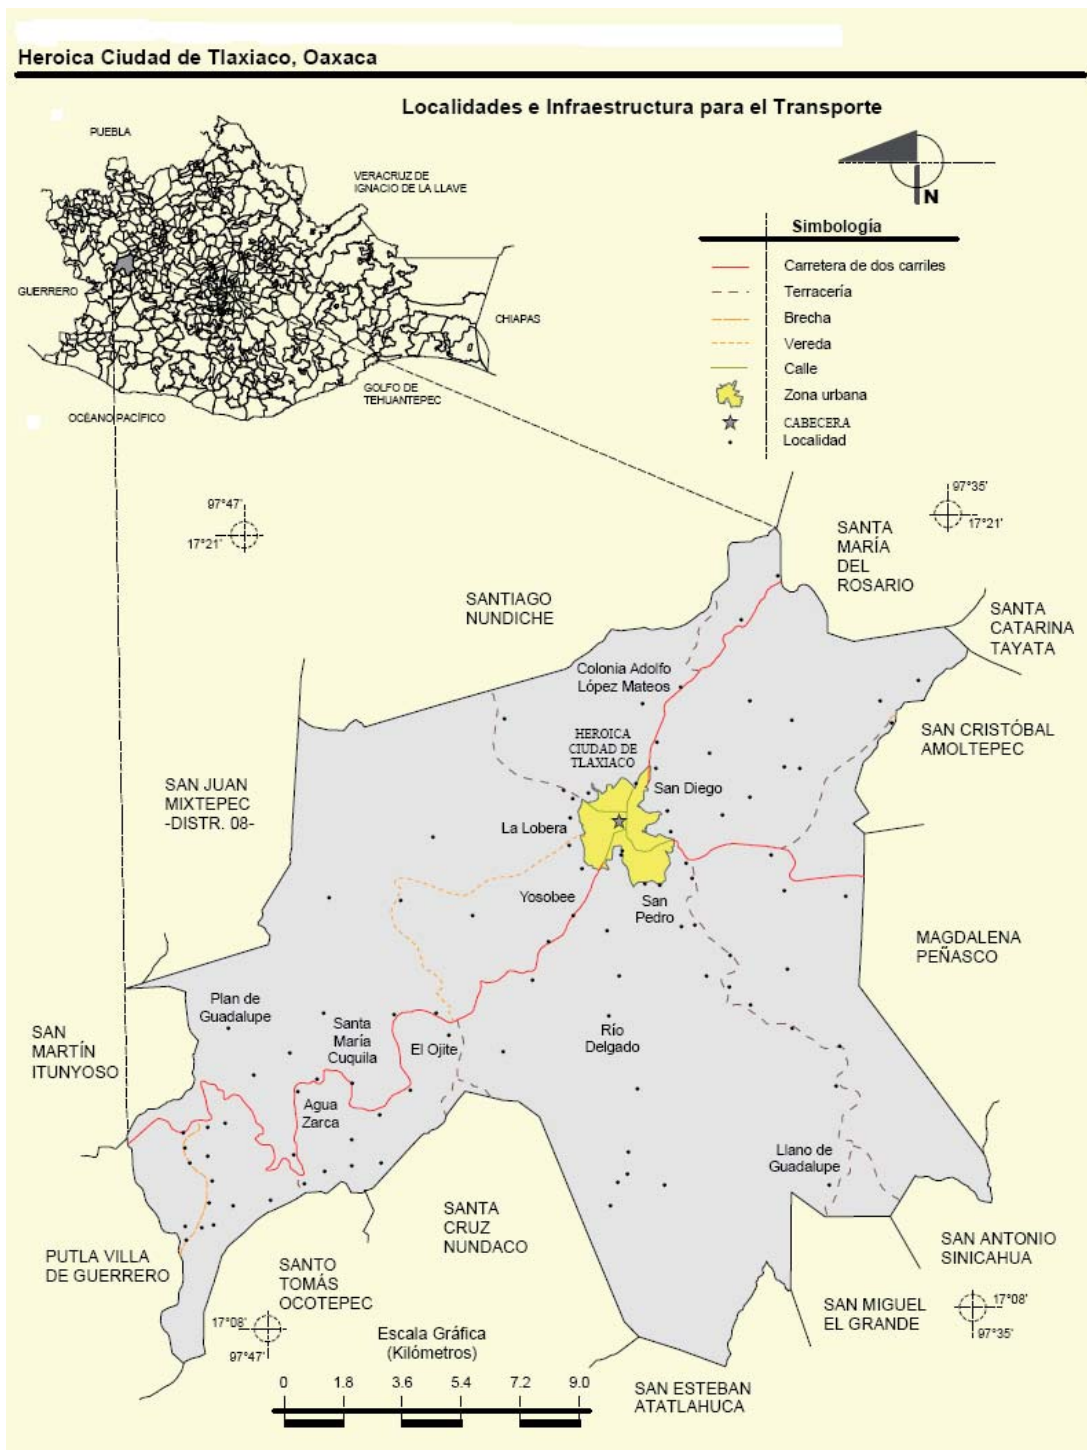 Heroica Ciudad de Tlaxiaco, Oaxaca
Localidades e Infraestructura para el Transporte
PUEBLA
VERACRUZ DE
IGNACIO DE LA LLAVE
GUERRERO
CHIAPAS
GOLFO DE
TEHUANTEPEC
OCÉANO PACÍFICO
N
Simbología
Carretera de dos carriles
Terracería
Brecha
Vereda
Calle
Zona urbana
CABECERA
Localidad
97°47'
17°21'
97°35'
17°21'
SANTA
MARÍA
DEL
ROSARIO
SANTIAGO
NUNDICHE
SANTA
CATARINA
TAYATA
Colonia Adolfo
López Mateos
SAN CRISTÓBAL
AMOLTEPEC
HEROICA
CIUDAD DE
TLAXIACO
SAN JUAN
MIXTEPEC
-DISTR. 08-
San Diego
La Lobera
Yosobee
San
Pedro
MAGDALENA
PEÑASCO
Plan de
Guadalupe
Santa
María
Cuquila
El Ojite
Río
Delgado
SAN
MARTÍN
ITUNYOSO
Agua
Zarca
Llano de
Guadalupe
SANTA
CRUZ
NUNDACO
SAN ANTONIO
SINICAHUA
PUTLA VILLA
DE GUERRERO
SANTO
TOMÁS
OCOTEPEC
SAN MIGUEL
EL GRANDE
17°08'
97°35'
17°08'
97°47'
Escala Gráfica
(Kilómetros)
0 1.8 3.6 5.4 7.2 9.0
SAN ESTEBAN
ATATLAHUCA